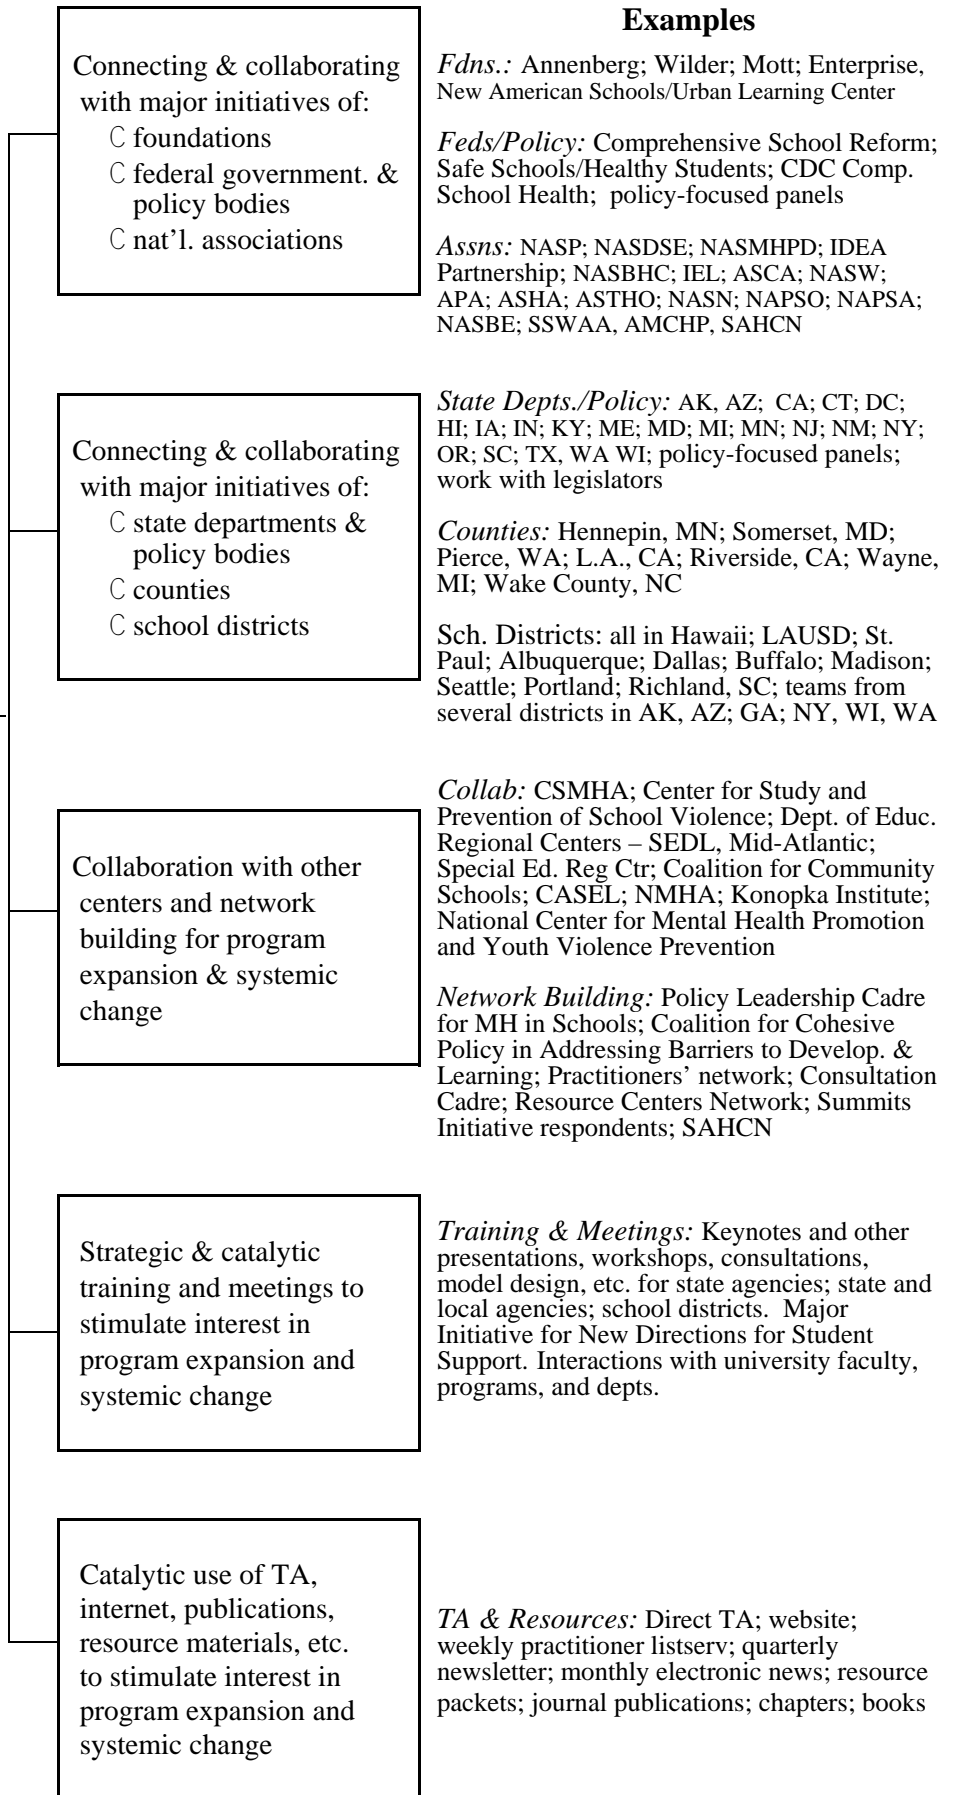 Examples
Connecting & collaborating
with major initiatives of:
C foundations
C federal government. &
policy bodies
C nat'l. associations
Fdns.: Annenberg; Wilder; Mott; Enterprise,
New American Schools/Urban Learning Center
Feds/Policy: Comprehensive School Reform;
Safe Schools/Healthy Students; CDC Comp.
School Health; policy-focused panels
Assns: NASP; NASDSE; NASMHPD; IDEA
Partnership; NASBHC; IEL; ASCA; NASW;
APA; ASHA; ASTHO; NASN; NAPSO; NAPSA;
NASBE; SSWAA, AMCHP, SAHCN
Connecting & collaborating
with major initiatives of:
C state departments &
policy bodies
C counties
C school districts
State Depts./Policy: AK, AZ; CA; CT; DC;
HI; IA; IN; KY; ME; MD; MI; MN; NJ; NM; NY;
OR; SC; TX, WA WI; policy-focused panels;
work with legislators
Counties: Hennepin, MN; Somerset, MD;
Pierce, WA; L.A., CA; Riverside, CA; Wayne,
MI; Wake County, NC
Sch. Districts: all in Hawaii; LAUSD; St.
Paul; Albuquerque; Dallas; Buffalo; Madison;
Seattle; Portland; Richland, SC; teams from
several districts in AK, AZ; GA; NY, WI, WA
Collaboration with other
centers and network
building for program
expansion & systemic
change
Collab: CSMHA; Center for Study and
Prevention of School Violence; Dept. of Educ.
Regional Centers – SEDL, Mid-Atlantic;
Special Ed. Reg Ctr; Coalition for Community
Schools; CASEL; NMHA; Konopka Institute;
National Center for Mental Health Promotion
and Youth Violence Prevention
Network Building: Policy Leadership Cadre
for MH in Schools; Coalition for Cohesive
Policy in Addressing Barriers to Develop. &
Learning; Practitioners' network; Consultation
Cadre; Resource Centers Network; Summits
Initiative respondents; SAHCN
Strategic & catalytic
training and meetings to
stimulate interest in
program expansion and
systemic change
Training & Meetings: Keynotes and other
presentations, workshops, consultations,
model design, etc. for state agencies; state and
local agencies; school districts. Major
Initiative for New Directions for Student
Support. Interactions with university faculty,
programs, and depts.
Catalytic use of TA,
internet, publications,
resource materials, etc.
to stimulate interest in
program expansion and
systemic change
TA & Resources: Direct TA; website;
weekly practitioner listserv; quarterly
newsletter; monthly electronic news; resource
packets; journal publications; chapters; books